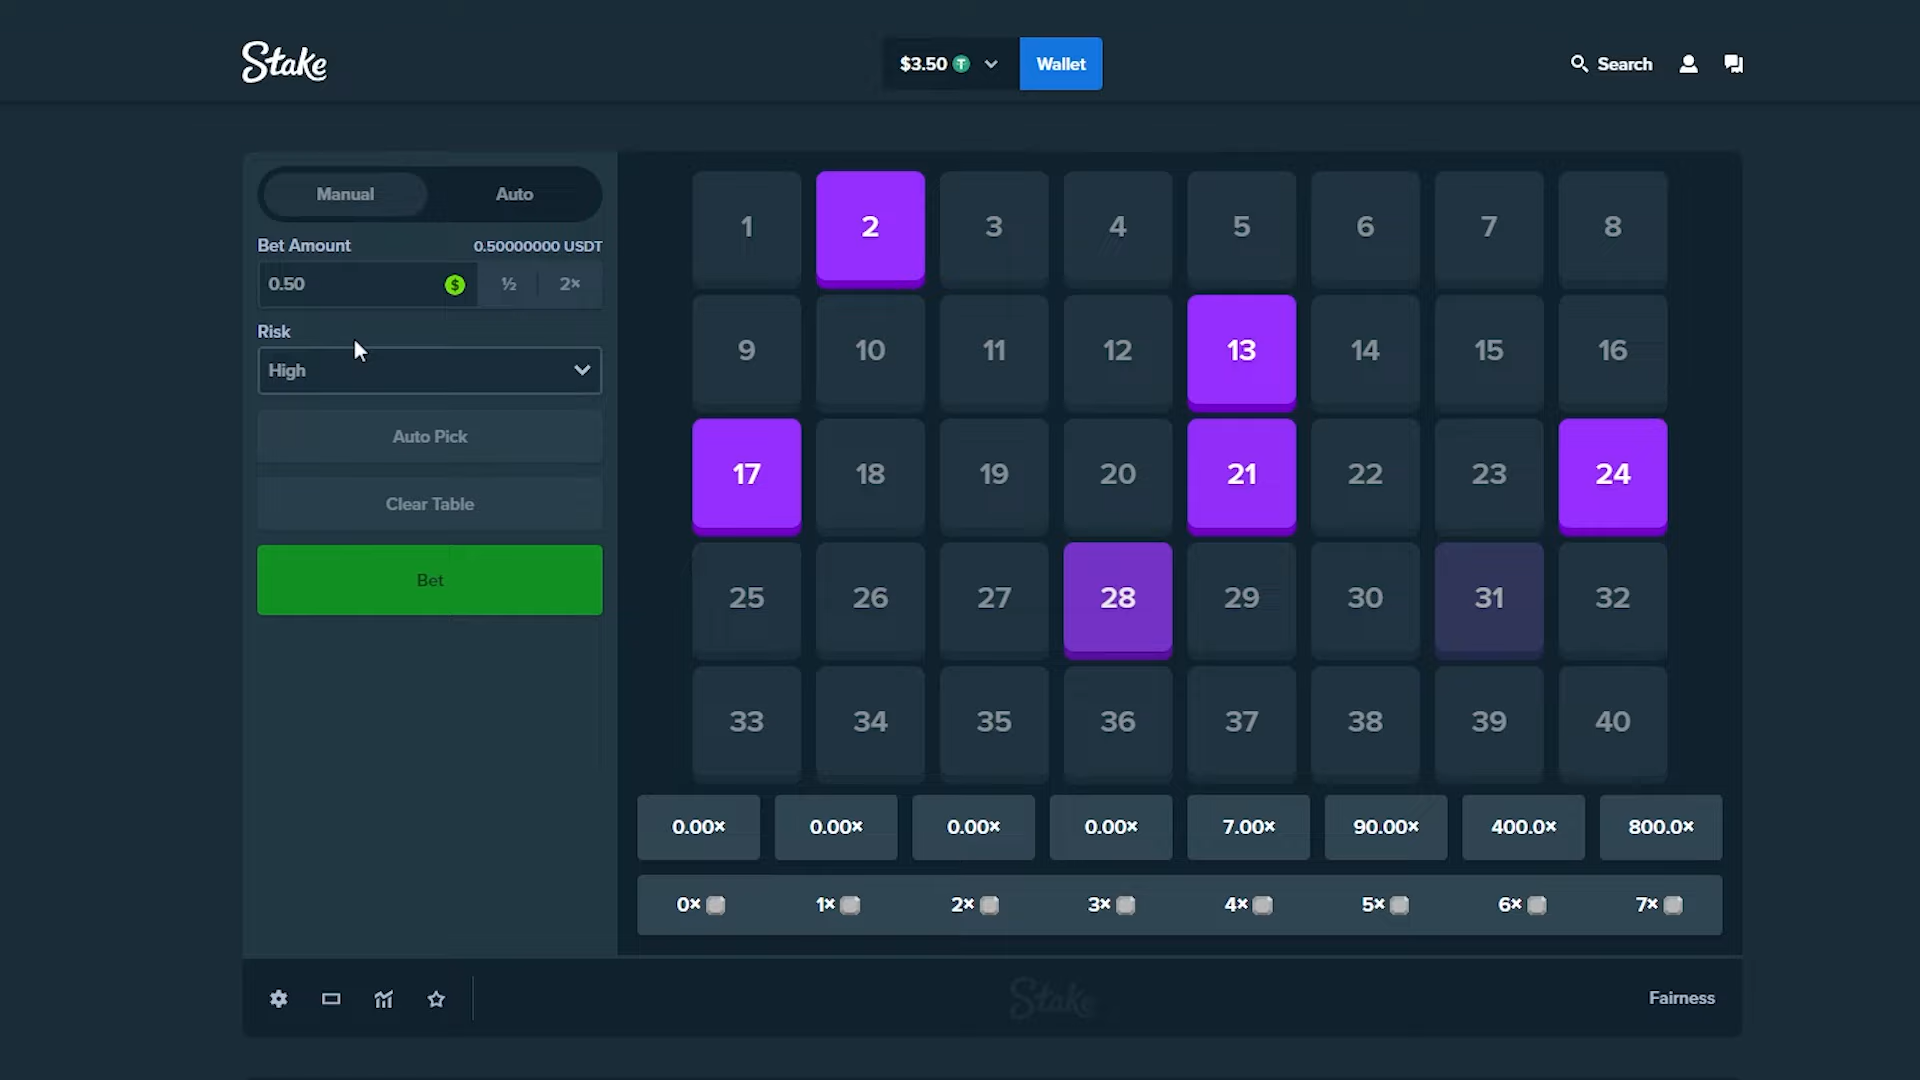 Stake
$3.50
Wallet
Search
Manual Auto
Bet Amount 0.50000000 USDT
0.50 $ ½ 2×
Risk
High
Auto Pick
Clear Table
Bet
1 2 3 4 5 6 7 8
9 10 11 12 13 14 15 16
17 18 19 20 21 22 23 24
25 26 27 28 29 30 31 32
33 34 35 36 37 38 39 40
0.00× 0.00× 0.00× 0.00× 7.00× 90.00× 400.0× 800.0×
0× 1× 2× 3× 4× 5× 6× 7×
Stake
Fairness